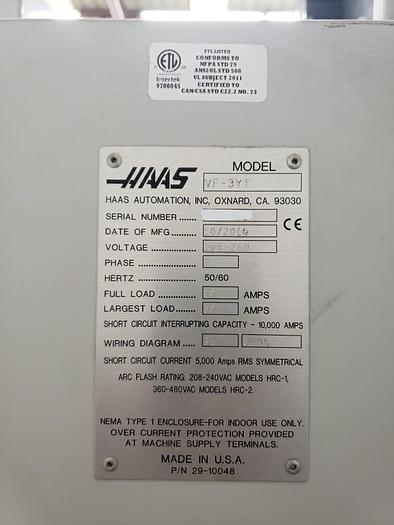 ETL LISTED
CONFORMS TO
NFPA STD 79
ANSI/UL STD 508
UL SUBJECT 2011
CERTIFIED TO
CAN/CSA STD C22.2 NO. 73
ETL
Intertek
9700845
HAAS
MODEL
VF-3YT
HAAS AUTOMATION, INC, OXNARD, CA. 93030
SERIAL NUMBER
DATE OF MFG 10/2014
CE
VOLTAGE 195-260
PHASE
HERTZ 50/60
FULL LOAD AMPS
LARGEST LOAD AMPS
SHORT CIRCUIT INTERRUPTING CAPACITY - 10,000 AMPS
WIRING DIAGRAM
SHORT CIRCUIT CURRENT 5,000 Amps RMS SYMMETRICAL
ARC FLASH RATING: 208-240VAC MODELS HRC-1,
360-480VAC MODELS HRC-2.
NEMA TYPE 1 ENCLOSURE-FOR INDOOR USE ONLY.
OVER CURRENT PROTECTION PROVIDED
AT MACHINE SUPPLY TERMINALS.
MADE IN U.S.A.
P/N 29-10048